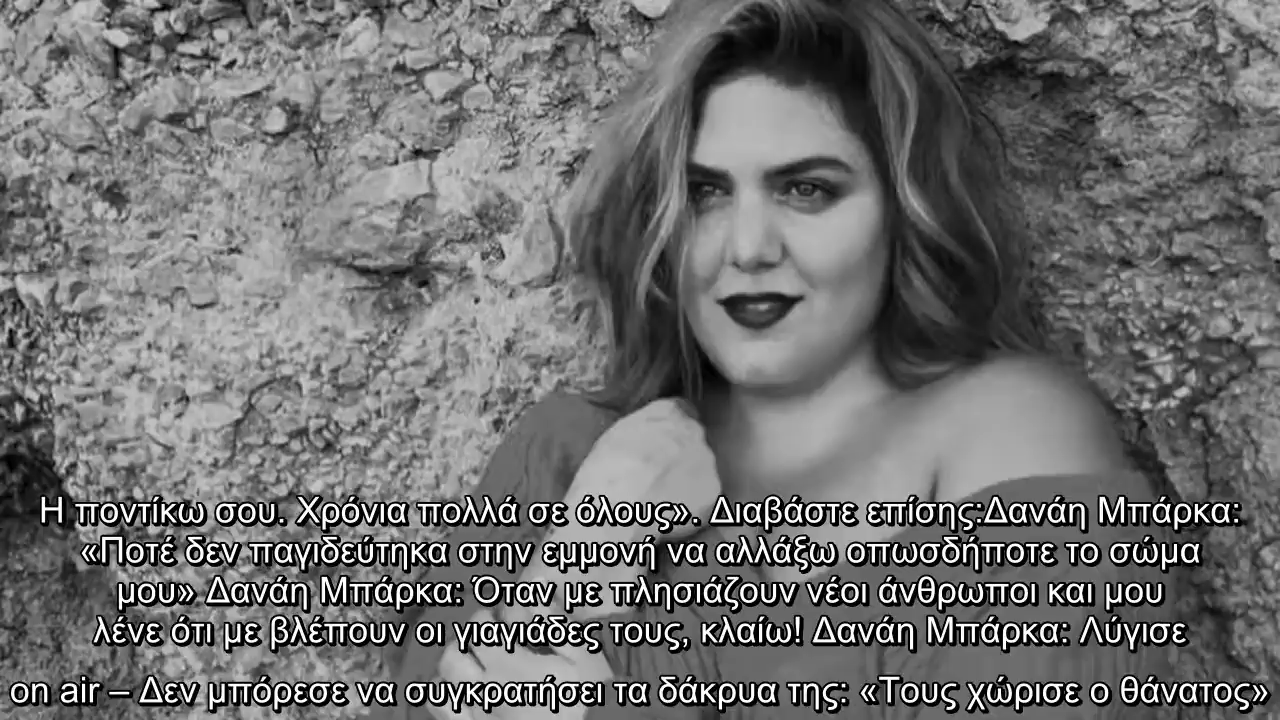 Η ποντίκω σου. Χρόνια πολλά σε όλους». Διαβάστε επίσης:Δανάη Μπάρκα:
«Ποτέ δεν παγιδεύτηκα στην εμμονή να αλλάξω οπωσδήποτε το σώμα
μου» Δανάη Μπάρκα: Όταν με πλησιάζουν νέοι άνθρωποι και μου
λένε ότι με βλέπουν οι γιαγιάδες τους, κλαίω! Δανάη Μπάρκα: Λύγισε
on air – Δεν μπόρεσε να συγκρατήσει τα δάκρυα της: «Τους χώρισε ο θάνατος»